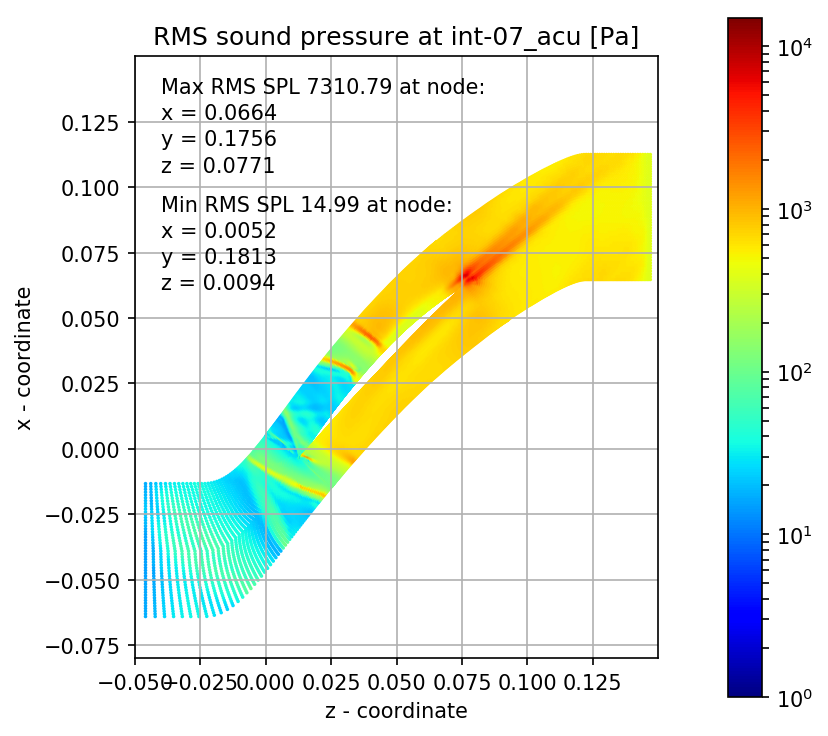 RMS sound pressure at int-07_acu [Pa]
Max RMS SPL 7310.79 at node:
x = 0.0664
y = 0.1756
z = 0.0771
Min RMS SPL 14.99 at node:
x = 0.0052
y = 0.1813
z = 0.0094
0.125
0.100
0.075
0.050
0.025
0.000
−0.025
−0.050
−0.075
x - coordinate
−0.050 −0.025 0.000 0.025 0.050 0.075 0.100 0.125
z - coordinate
10⁴
10³
10²
10¹
10⁰